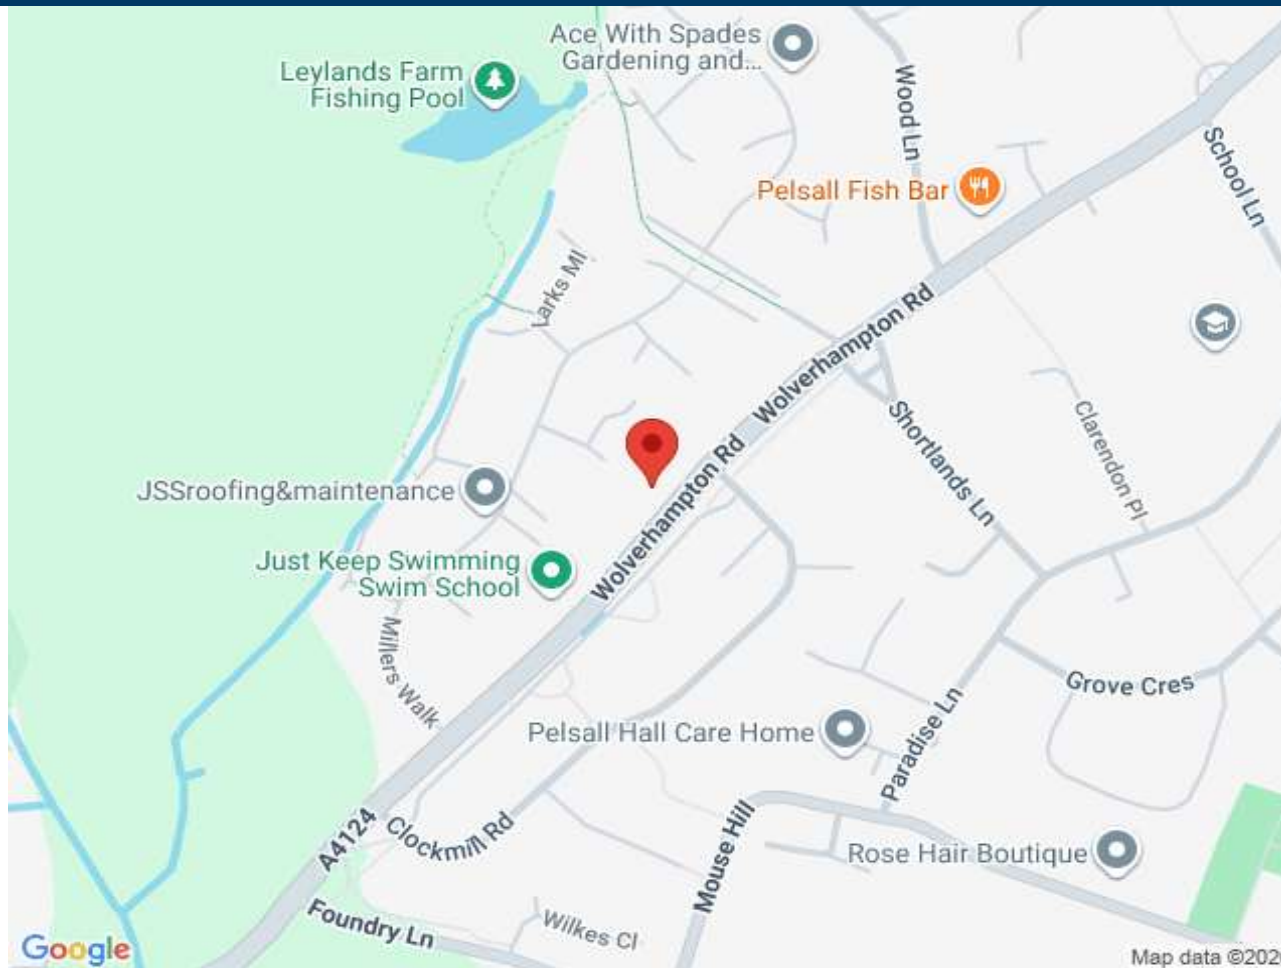 Ace With Spades
Gardening and...
Leylands Farm
Fishing Pool
Wood Ln
School Ln
Pelsall Fish Bar
Larks Ml
Wolverhampton Rd
Wolverhampton Rd
Shortlands Ln
Clarendon Pl
JSSroofing&maintenance
Just Keep Swimming
Swim School
Wolverhampton Rd
Millers Walk
Grove Cres
Pelsall Hall Care Home
Paradise Ln
A4124
Clockmill Rd
Mouse Hill
Rose Hair Boutique
Foundry Ln
Wilkes Cl
Google
Map data ©202